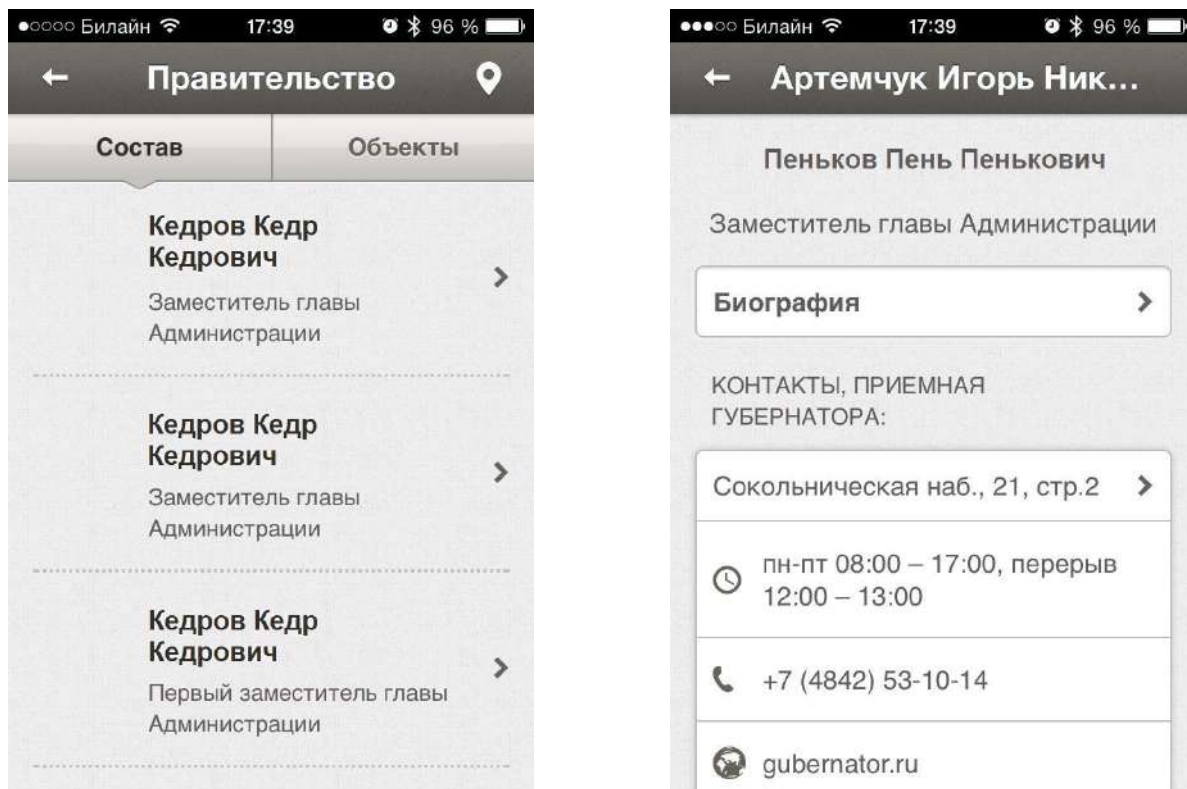 Билайн 17:39 96 %
Правительство
Состав Объекты
Кедров Кедр
Кедрович
Заместитель главы
Администрации
Кедров Кедр
Кедрович
Заместитель главы
Администрации
Кедров Кедр
Кедрович
Первый заместитель главы
Администрации
Билайн 17:39 96 %
Артемчук Игорь Ник...
Пеньков Пень Пенькович
Заместитель главы Администрации
Биография
КОНТАКТЫ, ПРИЕМНАЯ
ГУБЕРНАТОРА:
Сокольническая наб., 21, стр.2
пн-пт 08:00 – 17:00, перерыв
12:00 – 13:00
+7 (4842) 53-10-14
gubernator.ru